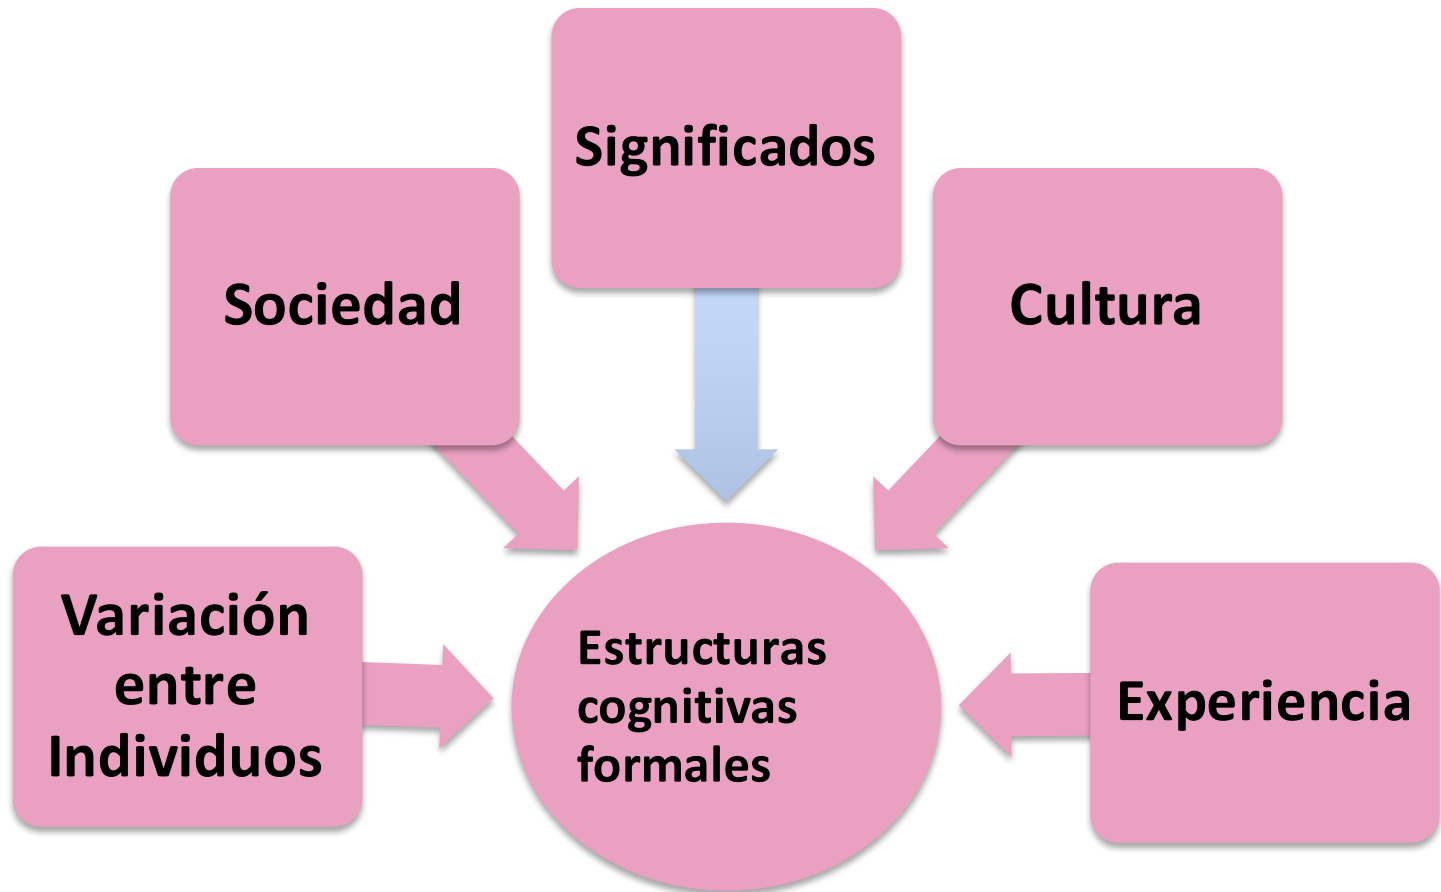 Significados
Sociedad
Cultura
Variación
entre
Individuos
Estructuras
cognitivas
formales
Experiencia